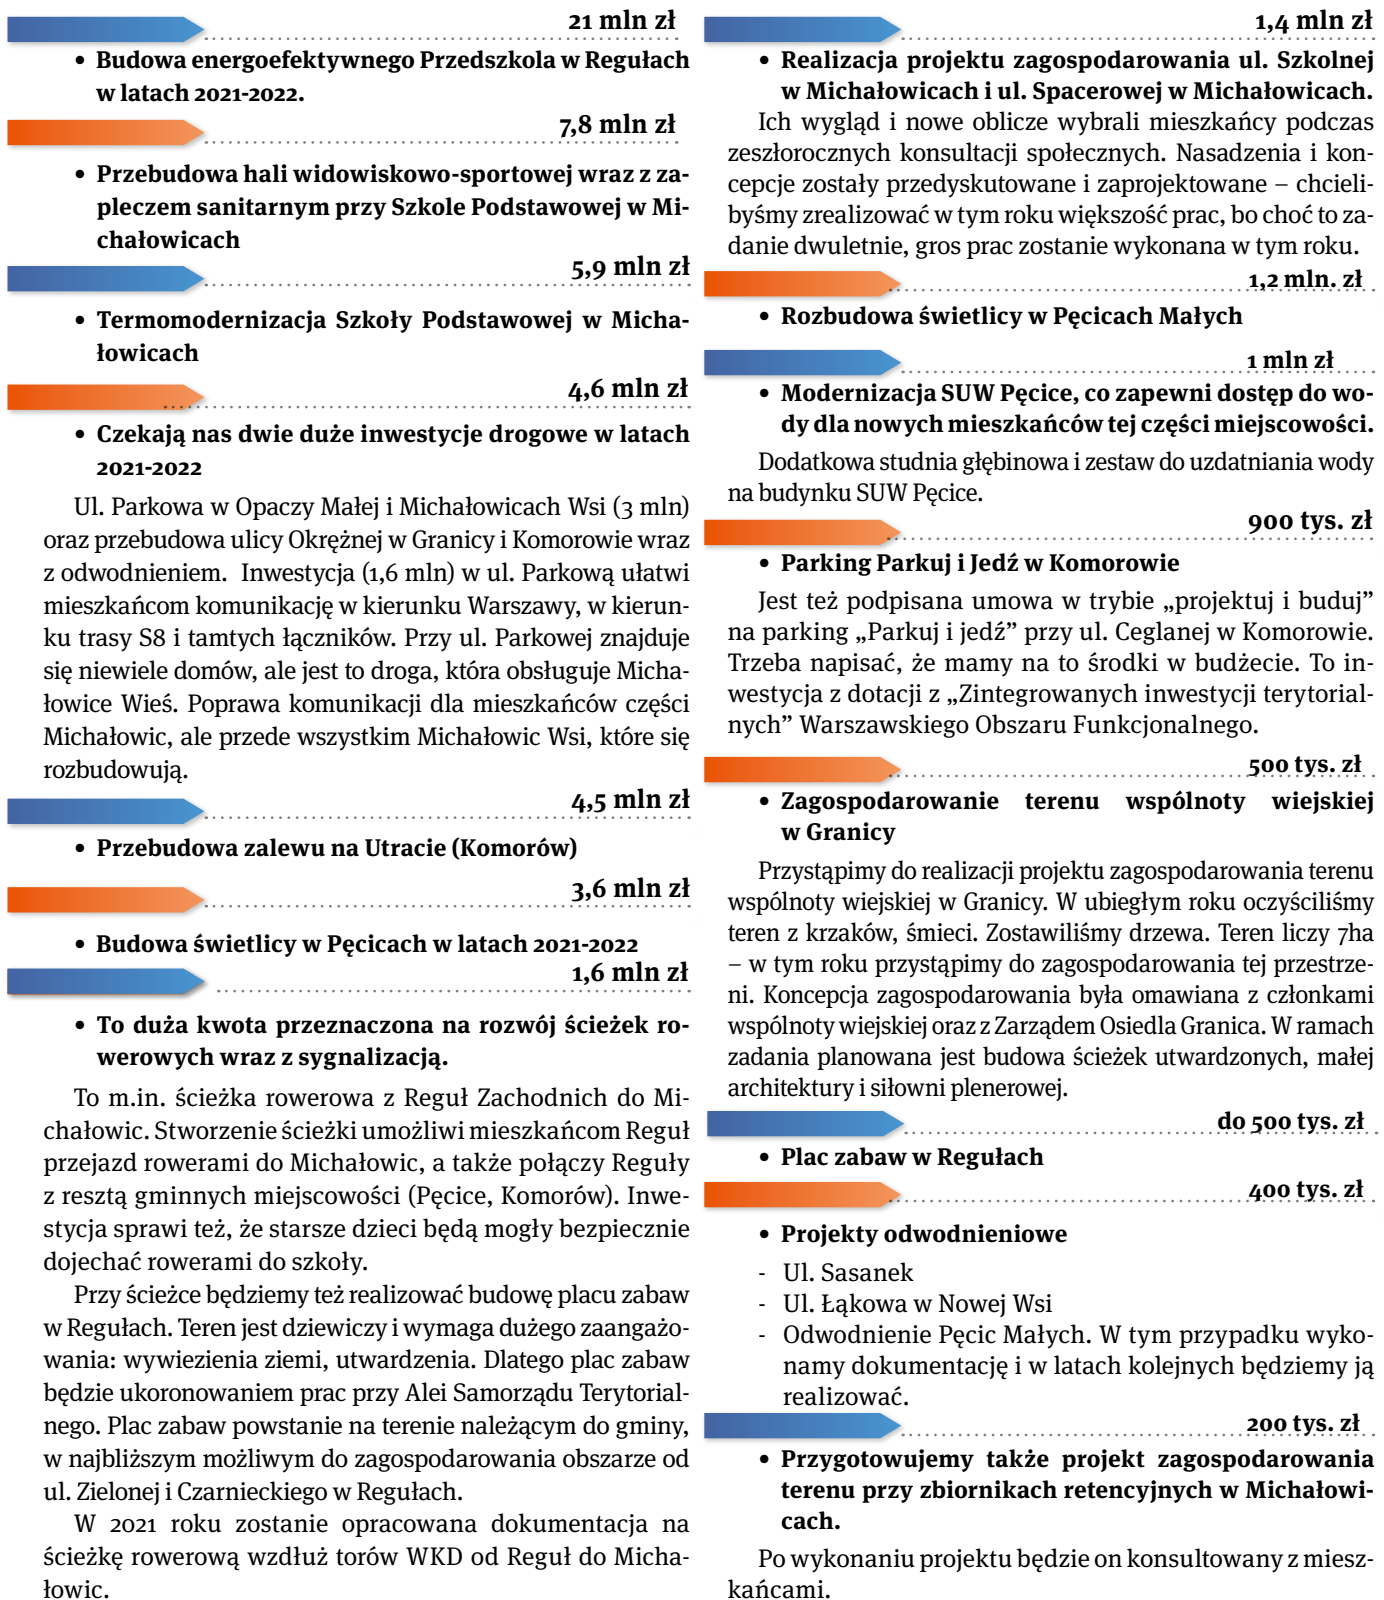 21 mln zł
• Budowa energoefektywnego Przedszkola w Regułach
w latach 2021-2022.
7,8 mln zł
• Przebudowa hali widowiskowo-sportowej wraz z za-
pleczem sanitarnym przy Szkole Podstawowej w Mi-
chałowicach
5,9 mln zł
• Termomodernizacja Szkoły Podstawowej w Micha-
łowicach
4,6 mln zł
• Czekają nas dwie duże inwestycje drogowe w latach
2021-2022
Ul. Parkowa w Opaczy Małej i Michałowicach Wsi (3 mln)
oraz przebudowa ulicy Okrężnej w Granicy i Komorowie wraz
z odwodnieniem. Inwestycja (1,6 mln) w ul. Parkową ułatwi
mieszkańcom komunikację w kierunku Warszawy, w kierun-
ku trasy S8 i tamtych łączników. Przy ul. Parkowej znajduje
się niewiele domów, ale jest to droga, która obsługuje Micha-
łowice Wieś. Poprawa komunikacji dla mieszkańców części
Michałowic, ale przede wszystkim Michałowic Wsi, które się
rozbudowują.
4,5 mln zł
• Przebudowa zalewu na Utracie (Komorów)
3,6 mln zł
• Budowa świetlicy w Pęcicach w latach 2021-2022
1,6 mln zł
• To duża kwota przeznaczona na rozwój ścieżek ro-
werowych wraz z sygnalizacją.
To m.in. ścieżka rowerowa z Reguł Zachodnich do Mi-
chałowic. Stworzenie ścieżki umożliwi mieszkańcom Reguł
przejazd rowerami do Michałowic, a także połączy Reguły
z resztą gminnych miejscowości (Pęcice, Komorów). Inwe-
stycja sprawi też, że starsze dzieci będą mogły bezpiecznie
dojechać rowerami do szkoły.
Przy ścieżce będziemy też realizować budowę placu zabaw
w Regułach. Teren jest dziewiczy i wymaga dużego zaangażo-
wania: wywiezienia ziemi, utwardzenia. Dlatego plac zabaw
będzie ukoronowaniem prac przy Alei Samorządu Terytorial-
nego. Plac zabaw powstanie na terenie należącym do gminy,
w najbliższym możliwym do zagospodarowania obszarze od
ul. Zielonej i Czarnieckiego w Regułach.
W 2021 roku zostanie opracowana dokumentacja na
ścieżkę rowerową wzdłuż torów WKD od Reguł do Micha-
łowic.
1,4 mln zł
• Realizacja projektu zagospodarowania ul. Szkolnej
w Michałowicach i ul. Spacerowej w Michałowicach.
Ich wygląd i nowe oblicze wybrali mieszkańcy podczas
zeszłorocznych konsultacji społecznych. Nasadzenia i kon-
cepcje zostały przedyskutowane i zaprojektowane – chcieli-
byśmy zrealizować w tym roku większość prac, bo choć to za-
danie dwuletnie, gros prac zostanie wykonana w tym roku.
1,2 mln. zł
• Rozbudowa świetlicy w Pęcicach Małych
1 mln zł
• Modernizacja SUW Pęcice, co zapewni dostęp do wo-
dy dla nowych mieszkańców tej części miejscowości.
Dodatkowa studnia głębinowa i zestaw do uzdatniania wody
na budynku SUW Pęcice.
900 tys. zł
• Parking Parkuj i Jedź w Komorowie
Jest też podpisana umowa w trybie „projektuj i buduj”
na parking „Parkuj i jedź” przy ul. Ceglanej w Komorowie.
Trzeba napisać, że mamy na to środki w budżecie. To in-
westycja z dotacji z „Zintegrowanych inwestycji terytorial-
nych” Warszawskiego Obszaru Funkcjonalnego.
500 tys. zł
• Zagospodarowanie terenu wspólnoty wiejskiej
w Granicy
Przystąpimy do realizacji projektu zagospodarowania terenu
wspólnoty wiejskiej w Granicy. W ubiegłym roku oczyściliśmy
teren z krzaków, śmieci. Zostawiliśmy drzewa. Teren liczy 7ha
– w tym roku przystąpimy do zagospodarowania tej przestrze-
ni. Koncepcja zagospodarowania była omawiana z członkami
wspólnoty wiejskiej oraz z Zarządem Osiedla Granica. W ramach
zadania planowana jest budowa ścieżek utwardzonych, małej
architektury i siłowni plenerowej.
do 500 tys. zł
• Plac zabaw w Regułach
400 tys. zł
• Projekty odwodnieniowe
- Ul. Sasanek
- Ul. Łąkowa w Nowej Wsi
- Odwodnienie Pęcic Małych. W tym przypadku wyko-
namy dokumentację i w latach kolejnych będziemy ją
realizować.
200 tys. zł
• Przygotowujemy także projekt zagospodarowania
terenu przy zbiornikach retencyjnych w Michałowi-
cach.
Po wykonaniu projektu będzie on konsultowany z miesz-
kańcami.